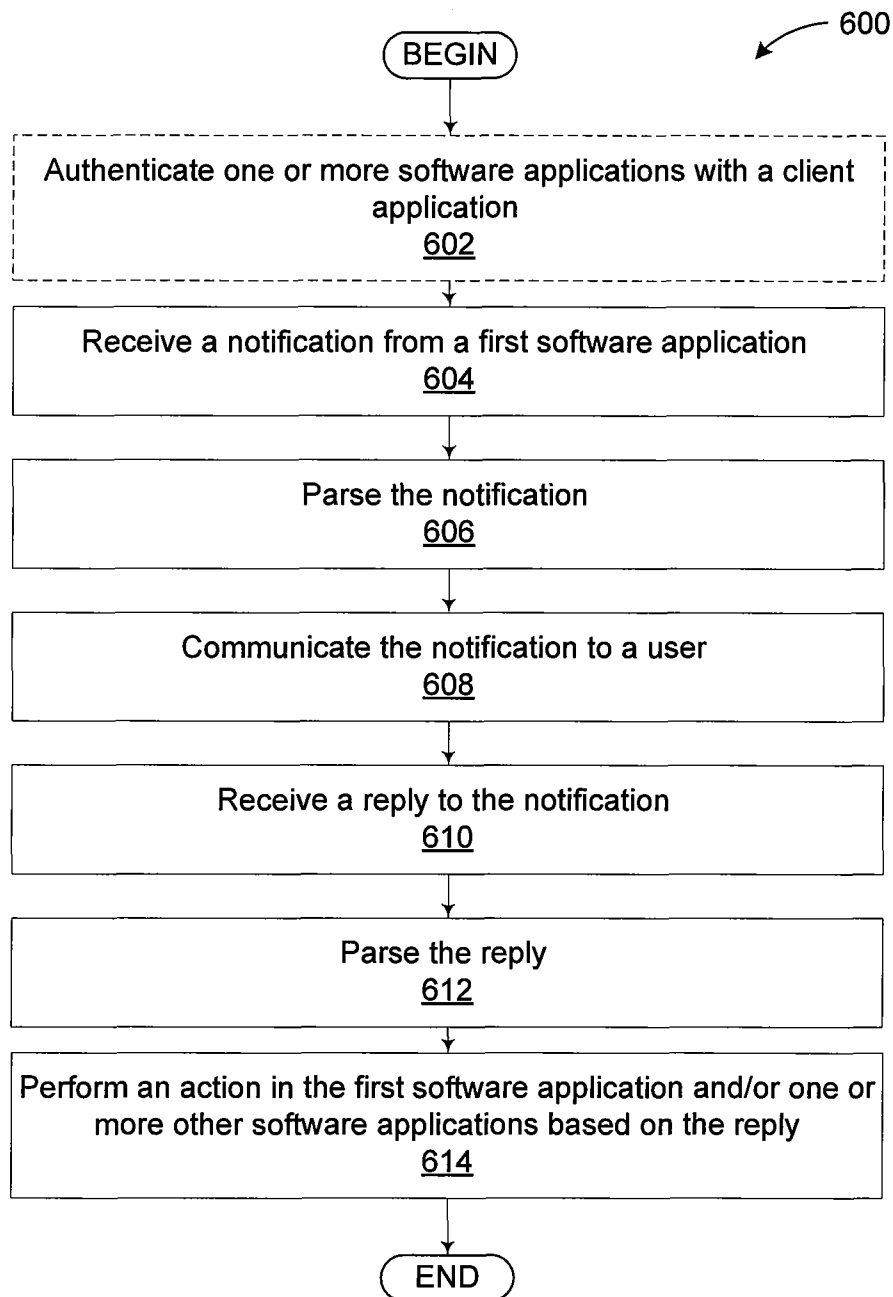 600
BEGIN
Authenticate one or more software applications with a client
application
602
Receive a notification from a first software application
604
Parse the notification
606
Communicate the notification to a user
608
Receive a reply to the notification
610
Parse the reply
612
Perform an action in the first software application and/or one or
more other software applications based on the reply
614
END